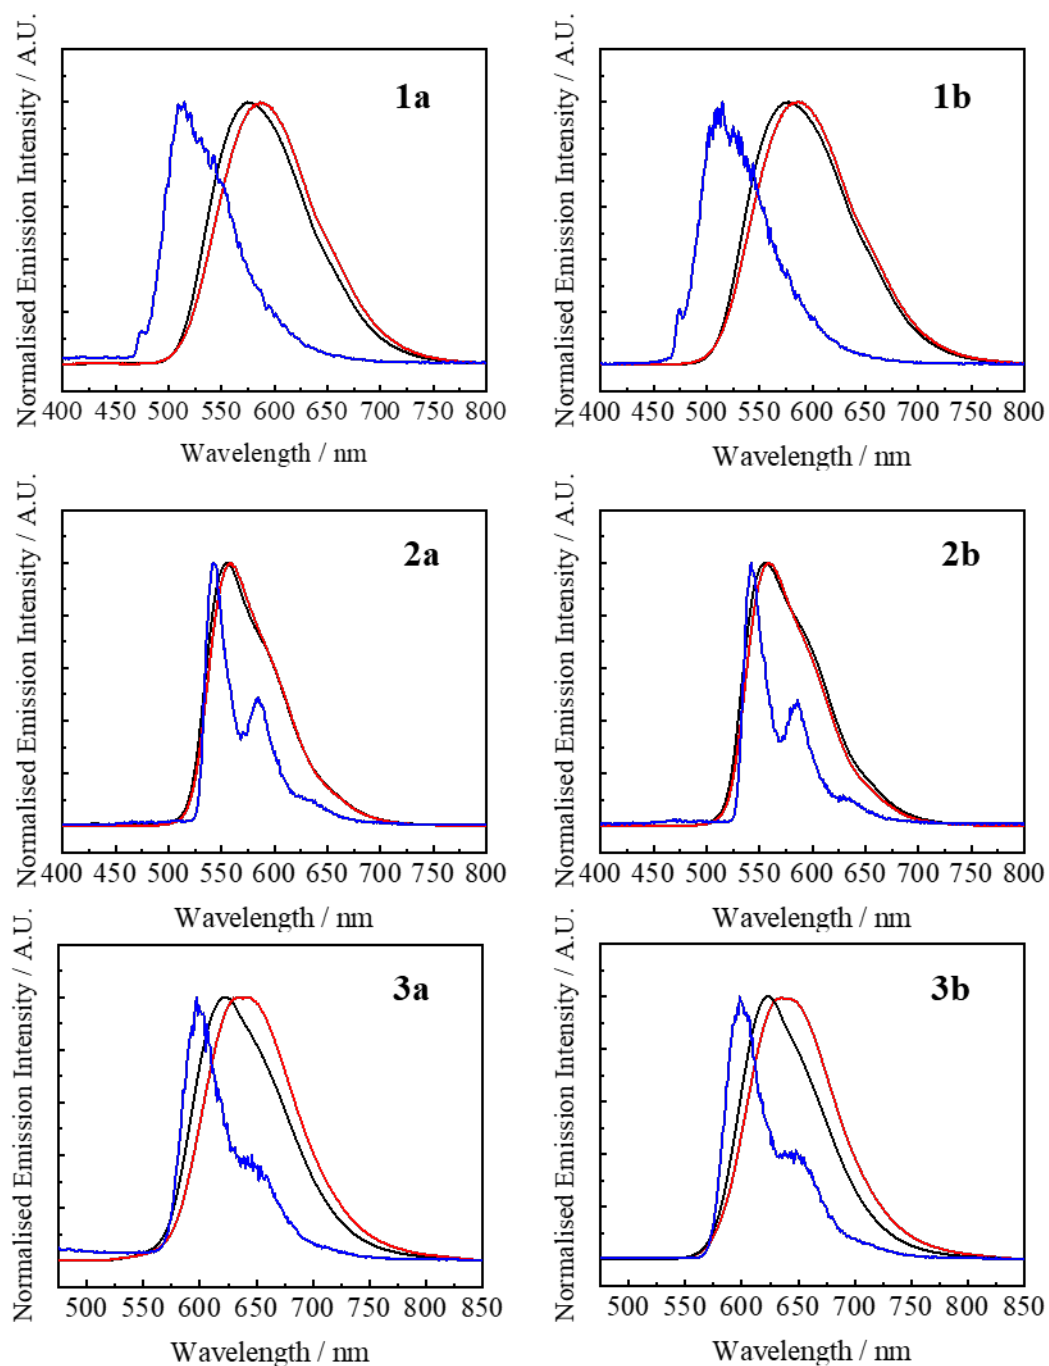 Normalised Emission Intensity / A.U.
1a
400 450 500 550 600 650 700 750 800
Wavelength / nm
Normalised Emission Intensity / A.U.
1b
400 450 500 550 600 650 700 750 800
Wavelength / nm
Normalised Emission Intensity / A.U.
2a
400 450 500 550 600 650 700 750 800
Wavelength / nm
Normalised Emission Intensity / A.U.
2b
400 450 500 550 600 650 700 750 800
Wavelength / nm
Normalised Emission Intensity / A.U.
3a
500 550 600 650 700 750 800 850
Wavelength / nm
Normalised Emission Intensity / A.U.
3b
500 550 600 650 700 750 800 850
Wavelength / nm